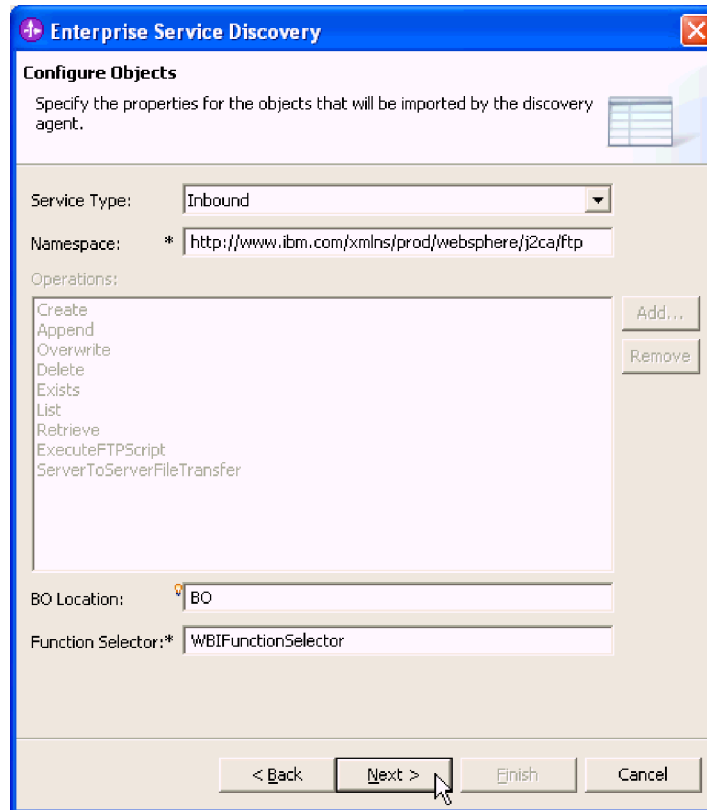 Enterprise Service Discovery
Configure Objects
Specify the properties for the objects that will be imported by the discovery
agent.
Service Type: Inbound
Namespace: * http://www.ibm.com/xmlns/prod/websphere/j2ca/ftp
Operations:
Create
Append
Overwrite
Delete
Exists
List
Retrieve
ExecuteFTPScript
ServerToServerFileTransfer
Add...
Remove
BO Location: BO
Function Selector:* WBIFunctionSelector
< Back Next > Finish Cancel